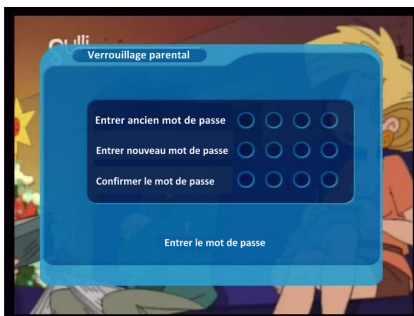 Gulli
Verrouillage parental
Entrer ancien mot de passe
Entrer nouveau mot de passe
Confirmer le mot de passe
Entrer le mot de passe